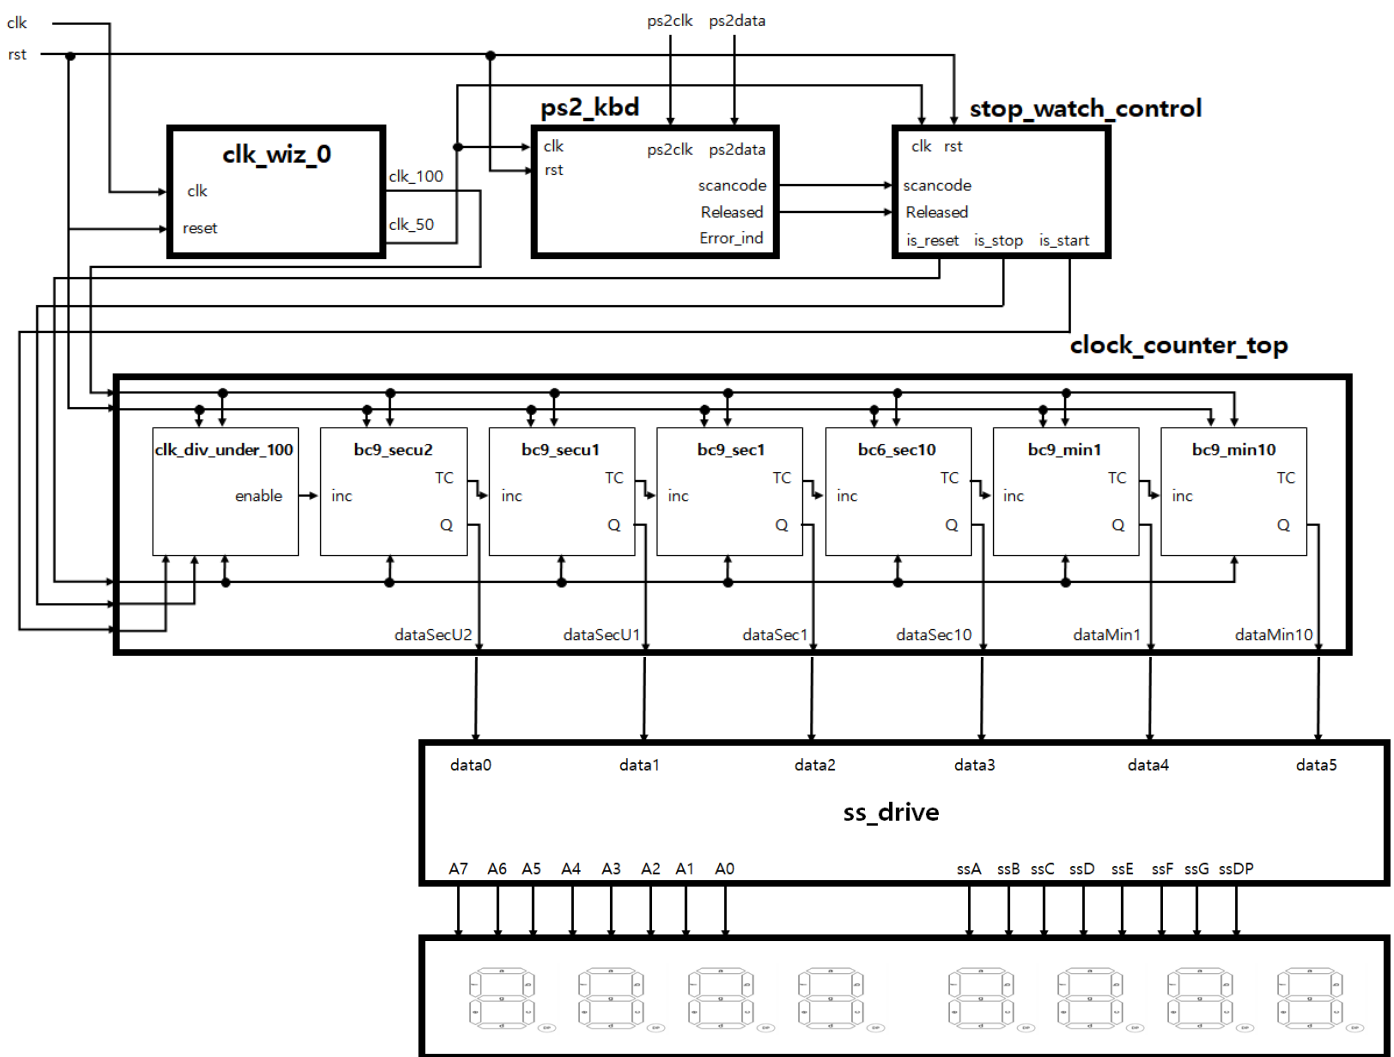 clk
rst
ps2clk ps2data
ps2_kbd
stop_watch_control
clk_wiz_0
clk
reset
clk_100
clk_50
clk
rst
ps2clk ps2data
scancode
Released
Error_ind
clk rst
scancode
Released
is_reset is_stop is_start
clock_counter_top
clk_div_under_100
enable
bc9_secu2
TC
inc
Q
bc9_secu1
TC
inc
Q
bc9_sec1
TC
inc
Q
bc6_sec10
TC
inc
Q
bc9_min1
TC
inc
Q
bc9_min10
TC
inc
Q
dataSecU2 dataSecU1 dataSec1 dataSec10 dataMin1 dataMin10
data0 data1 data2 data3 data4 data5
ss_drive
A7 A6 A5 A4 A3 A2 A1 A0 ssA ssB ssC ssD ssE ssF ssG ssDP